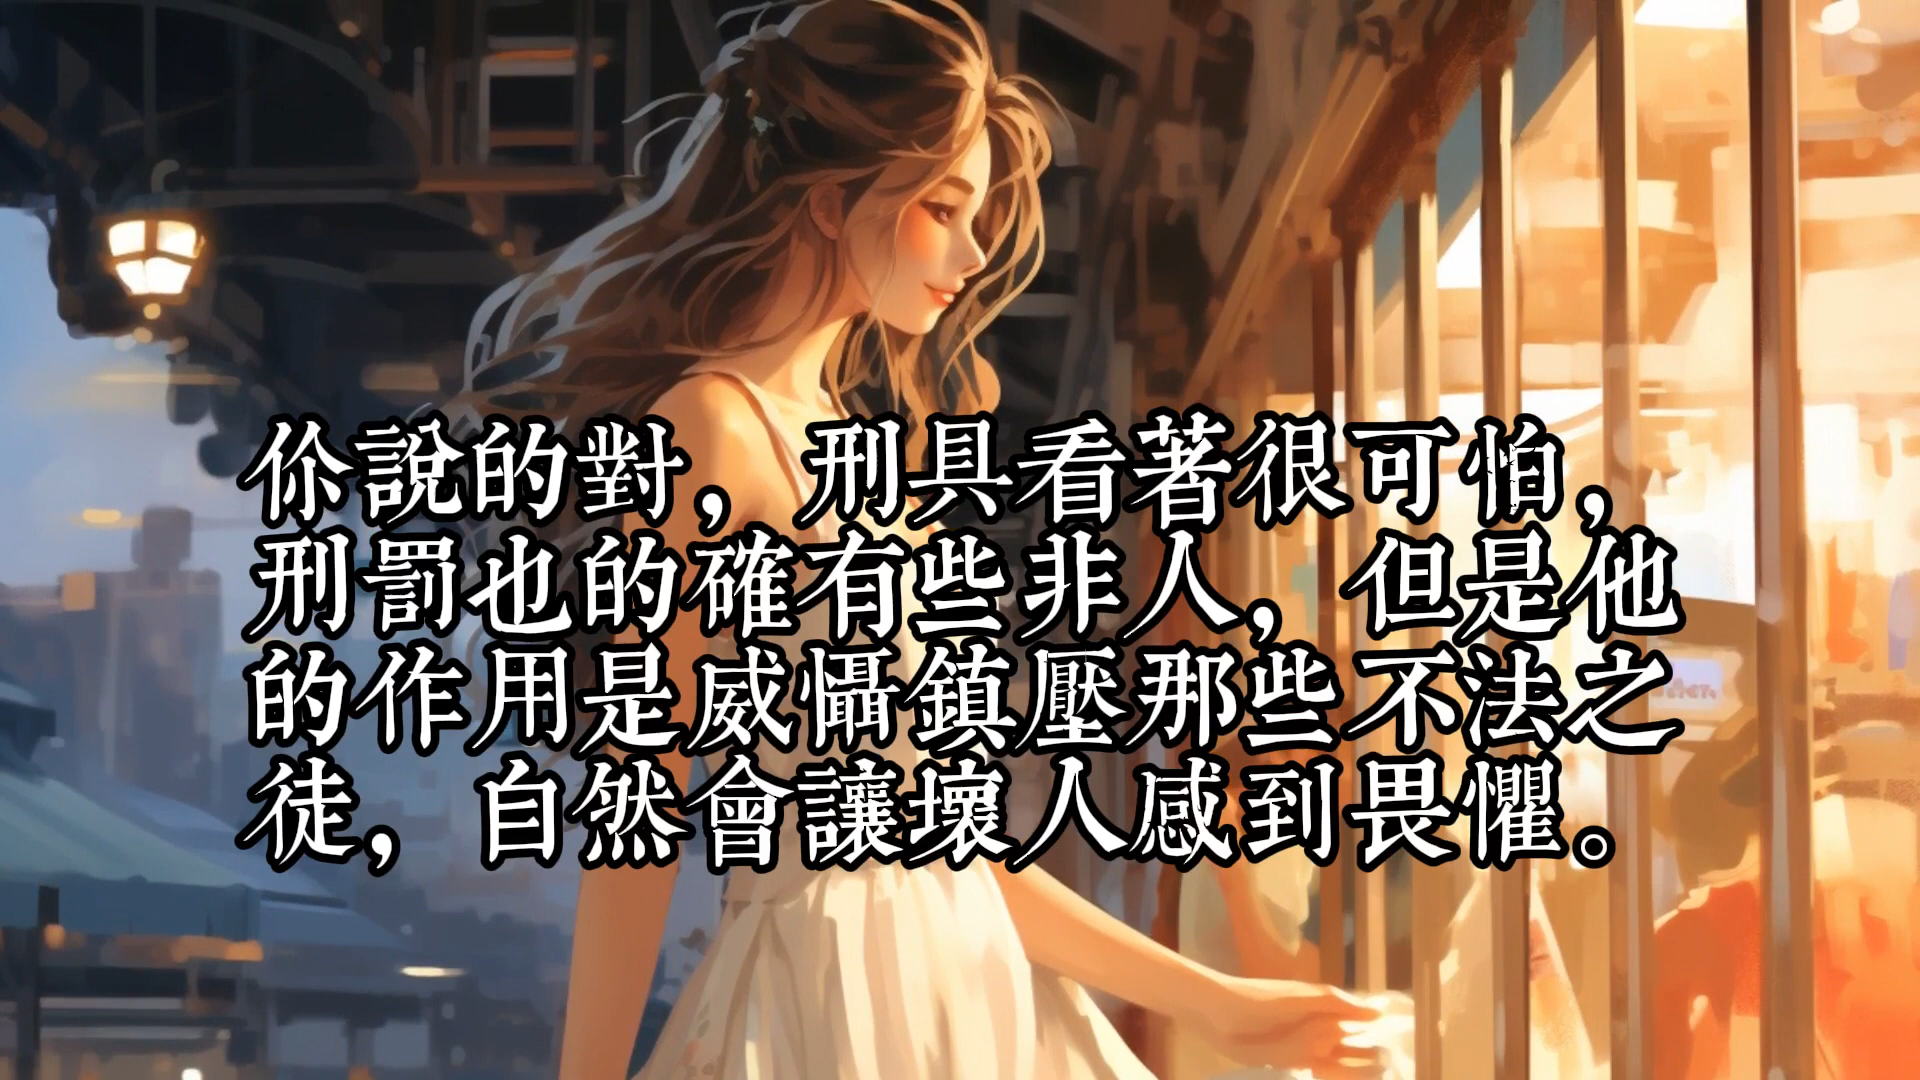 你說的對，刑具看著很可怕，
刑罰也的確有些非人，但是他
的作用是威懾鎮壓那些不法之
徒，自然會讓壞人感到畏懼。